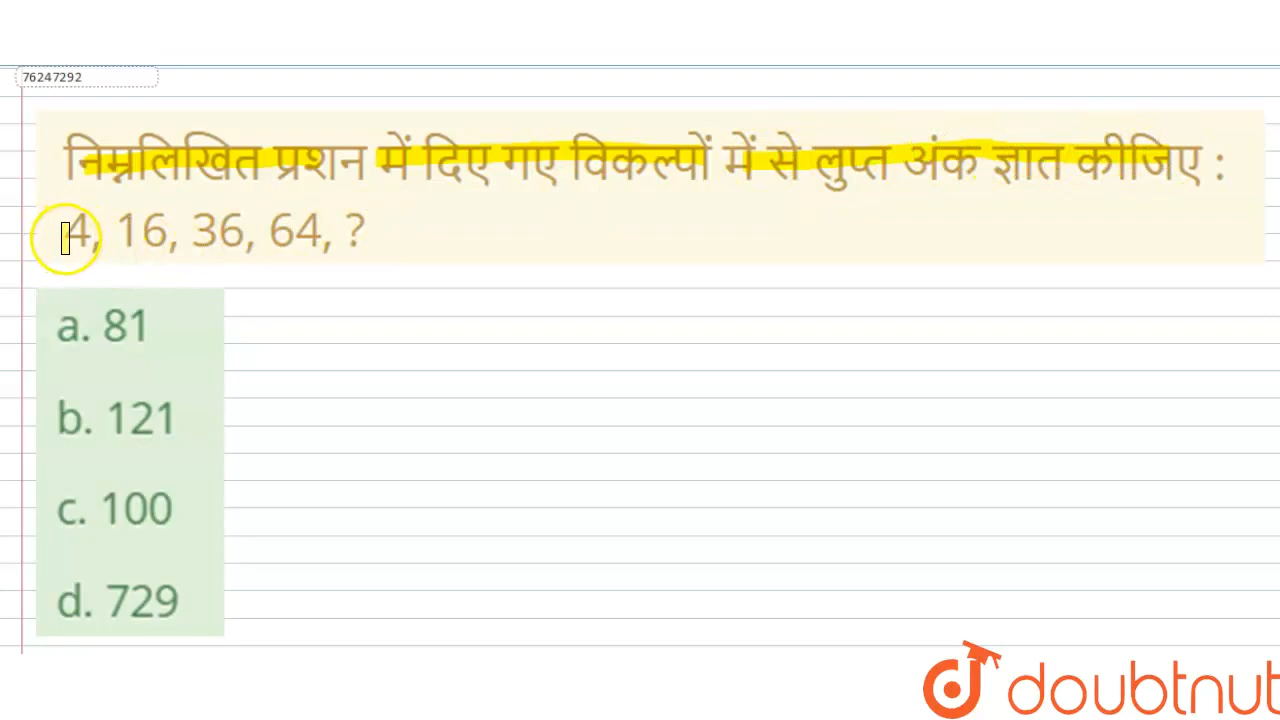 76247292
निम्नलिखित प्रशन में दिए गए विकल्पों में से लुप्त अंक ज्ञात कीजिए :
4, 16, 36, 64, ?
a. 81
b. 121
c. 100
d. 729
doubtnut